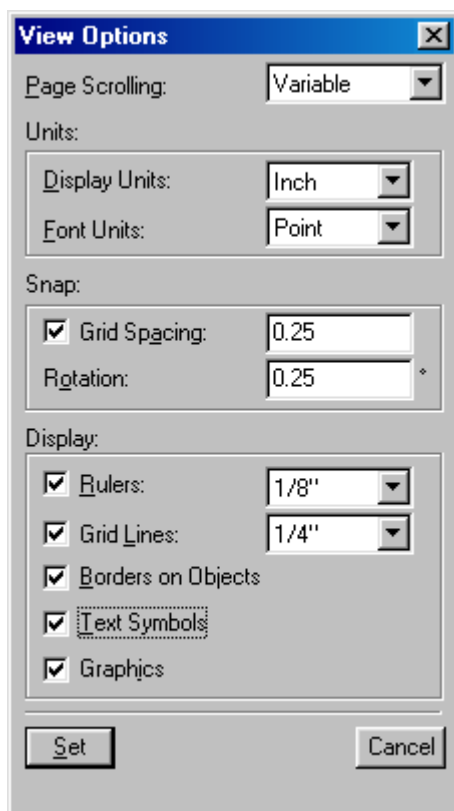 View Options
Page Scrolling: Variable
Units:
Display Units: Inch
Font Units: Point
Snap:
Grid Spacing: 0.25
Rotation: 0.25 °
Display:
Rulers: 1/8"
Grid Lines: 1/4"
Borders on Objects
Text Symbols
Graphics
Set Cancel